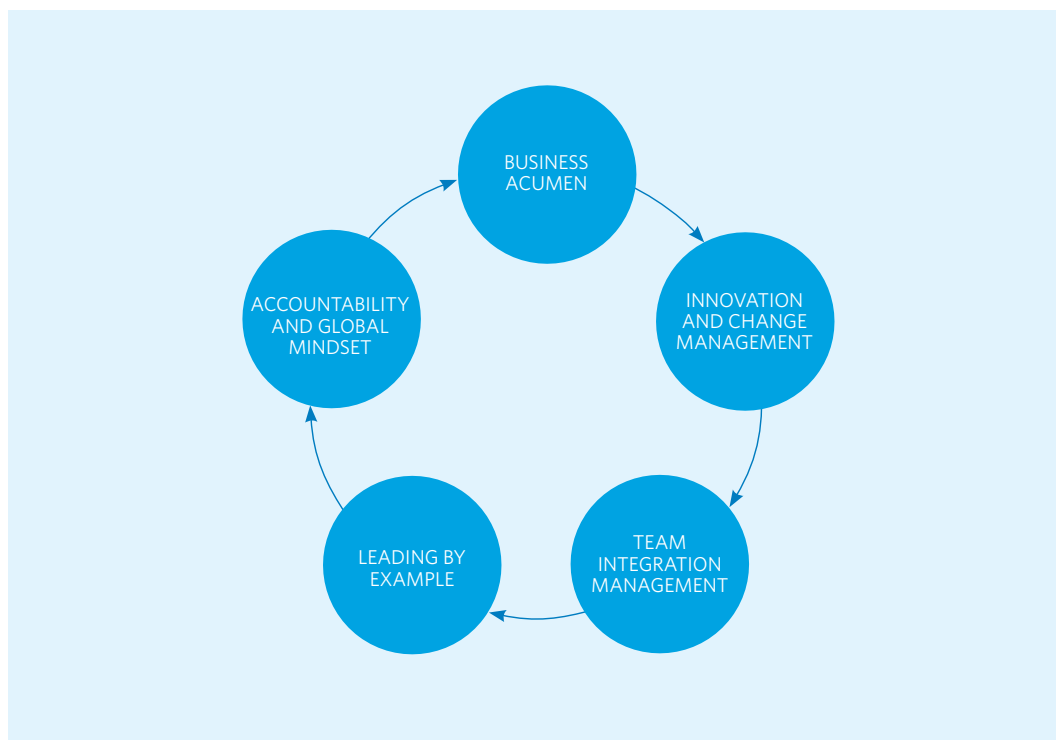 BUSINESS
ACUMEN
INNOVATION
AND CHANGE
MANAGEMENT
TEAM
INTEGRATION
MANAGEMENT
LEADING BY
EXAMPLE
ACCOUNTABILITY
AND GLOBAL
MINDSET